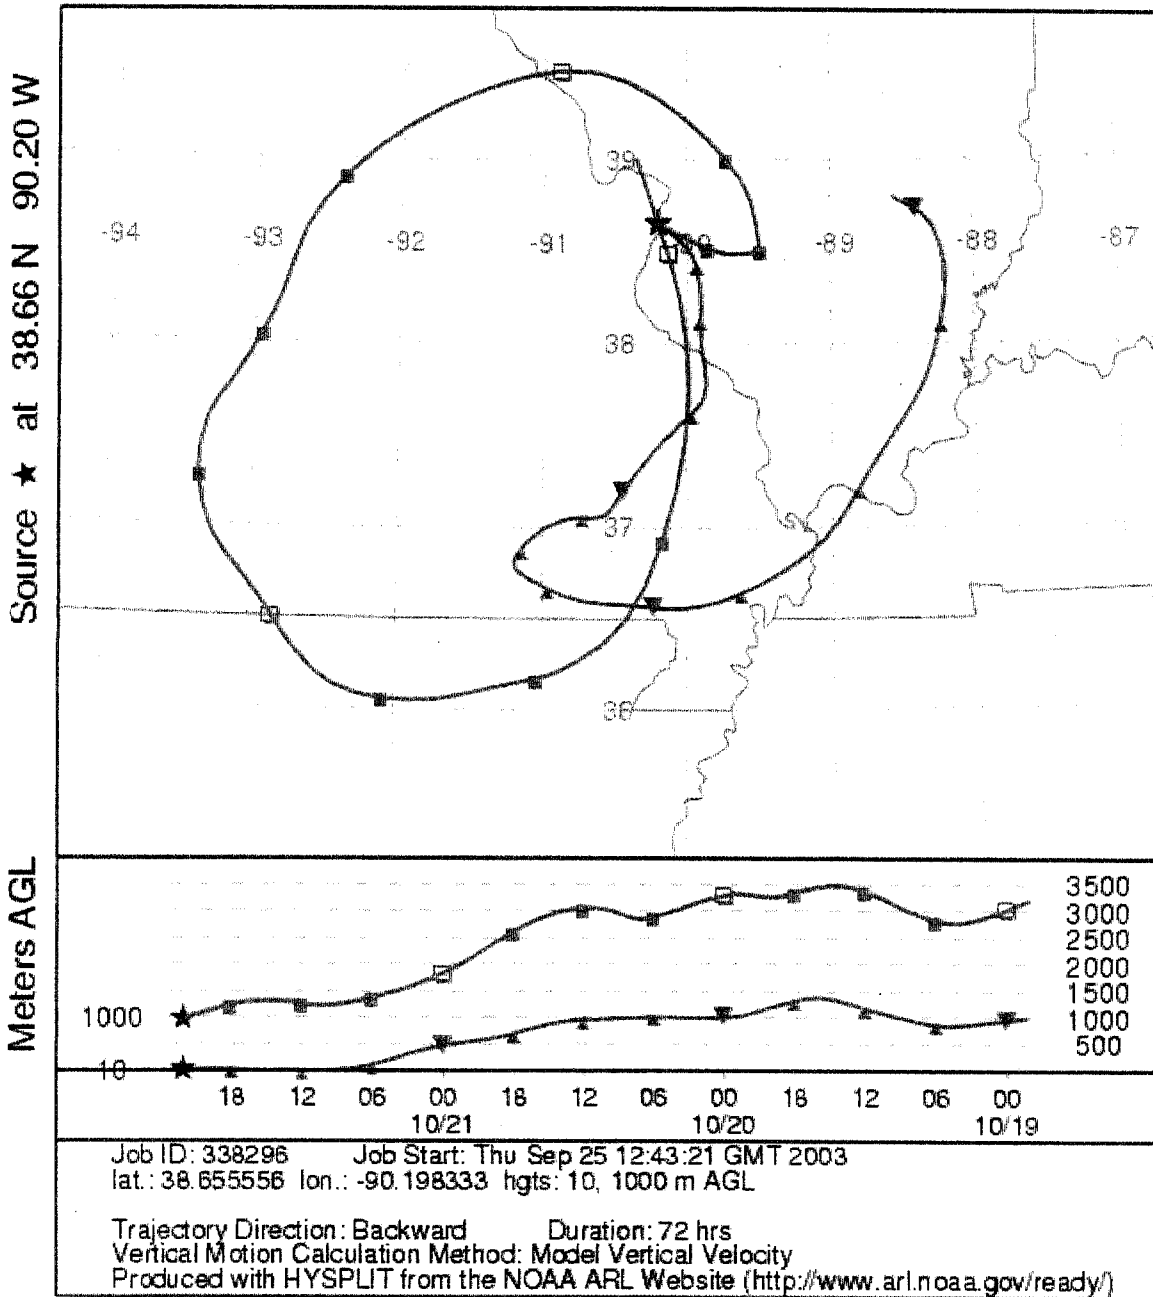 Source ★ at 38.66 N 90.20 W
39
-94 -93 -92 -91 -89 -88 -87
38
37
36
Meters AGL
3500
3000
2500
2000
1500
1000 1000
500
10
18 12 06 00 18 12 06 00 18 12 06 00
10/21 10/20 10/19
Job ID: 338296 Job Start: Thu Sep 25 12:43:21 GMT 2003
lat.: 38.655556 lon.: -90.198333 hgts: 10, 1000 m AGL
Trajectory Direction: Backward Duration: 72 hrs
Vertical Motion Calculation Method: Model Vertical Velocity
Produced with HYSPLIT from the NOAA ARL Website (http://www.arl.noaa.gov/ready/)